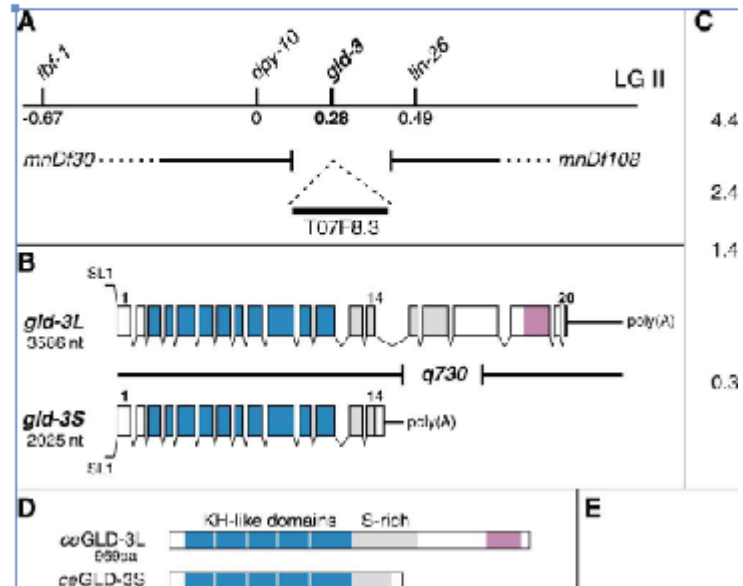 A
fbf-1
dpy-10
gld-3
lin-26
LG II
-0.67
0
0.28
0.49
mnDf30
mnDf108
T07F8.3
B
SL1
1
14
20
gld-3L
3566 nt
poly(A)
q730
1
14
gld-3S
2025 nt
poly(A)
SL1
C
4.4
2.4
1.4
0.3
D
KH-like domains
S-rich
ceGLD-3L
969aa
ceGLD-3S
E